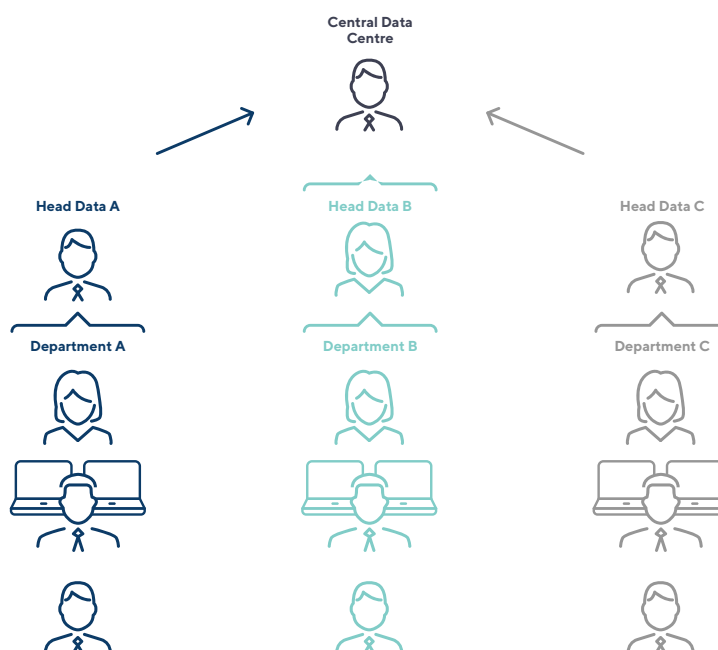 Central Data
Centre
Head Data A
Head Data B
Head Data C
Department A
Department B
Department C